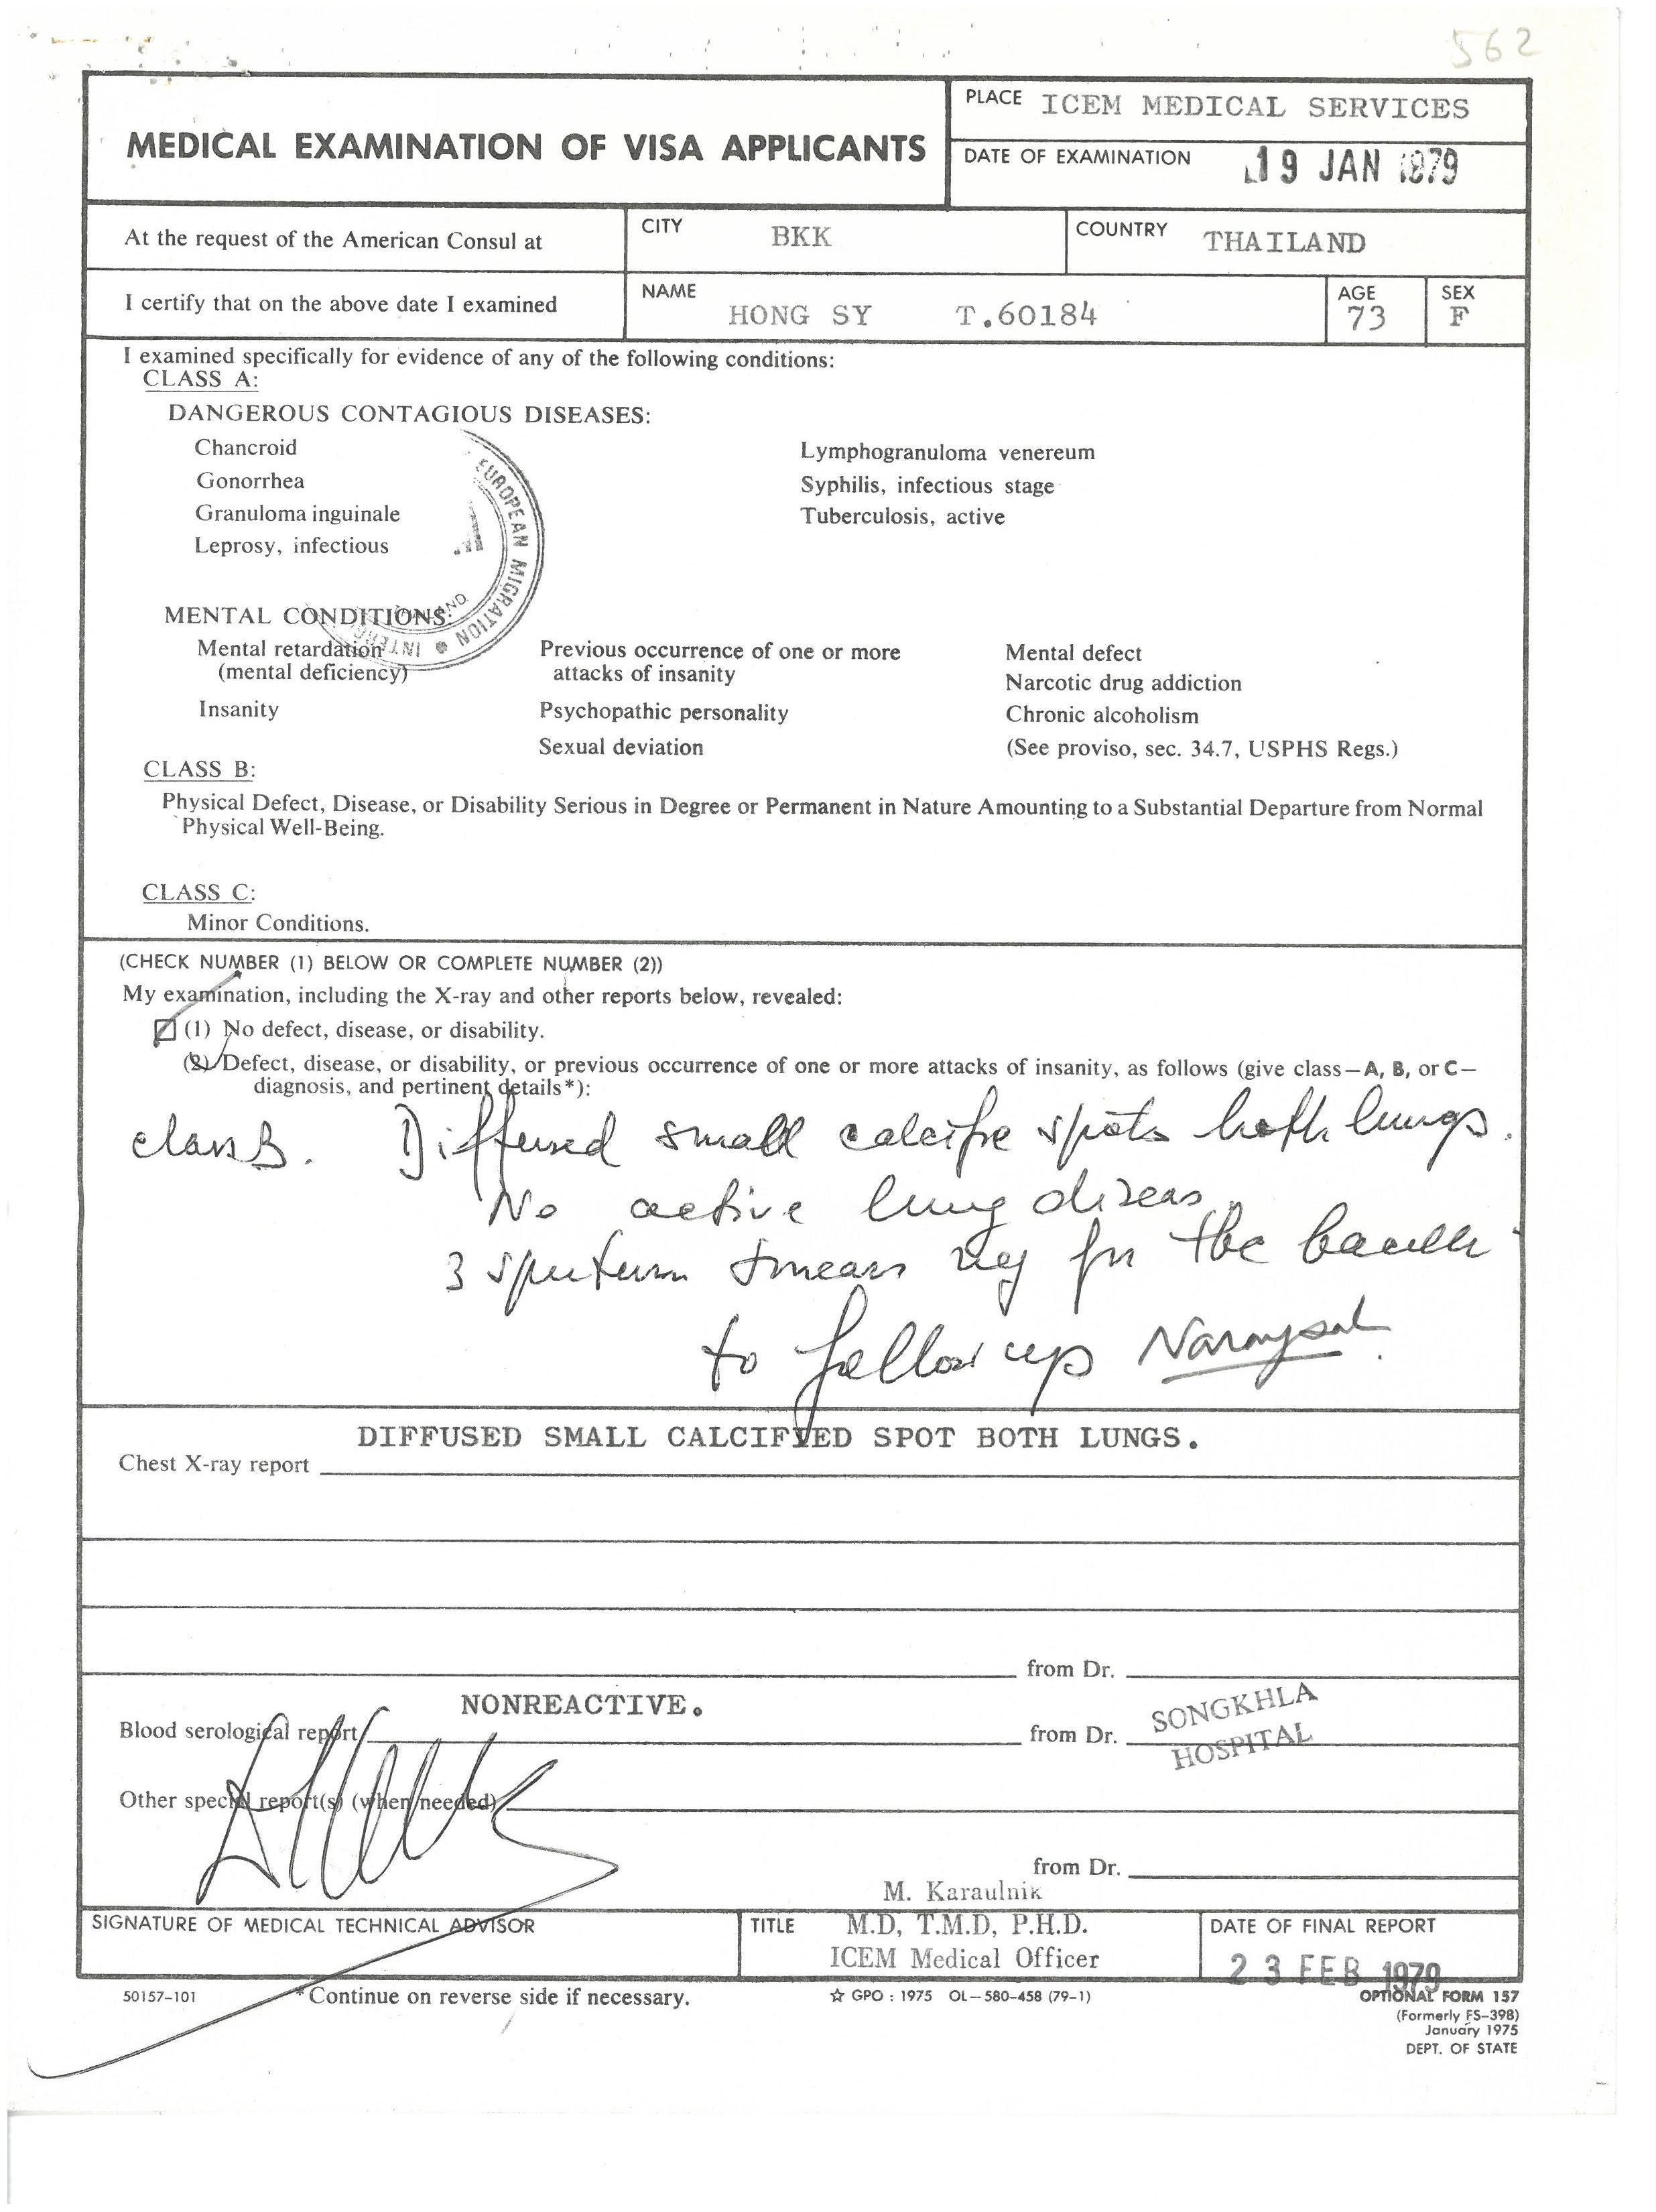 562
MEDICAL EXAMINATION OF VISA APPLICANTS
PLACE ICEM MEDICAL SERVICES
DATE OF EXAMINATION 19 JAN 1979
At the request of the American Consul at
CITY BKK
COUNTRY THAILAND
I certify that on the above date I examined
NAME HONG SY T.60184
AGE 73
SEX F
I examined specifically for evidence of any of the following conditions:
CLASS A:
DANGEROUS CONTAGIOUS DISEASES:
Chancroid
Gonorrhea
Granuloma inguinale
Leprosy, infectious
Lymphogranuloma venereum
Syphilis, infectious stage
Tuberculosis, active
EUROPEAN MIGRATION
MENTAL CONDITIONS:
Mental retardation
(mental deficiency)
Insanity
Previous occurrence of one or more
attacks of insanity
Psychopathic personality
Sexual deviation
Mental defect
Narcotic drug addiction
Chronic alcoholism
(See proviso, sec. 34.7, USPHS Regs.)
CLASS B:
Physical Defect, Disease, or Disability Serious in Degree or Permanent in Nature Amounting to a Substantial Departure from Normal
Physical Well-Being.
CLASS C:
Minor Conditions.
(CHECK NUMBER (1) BELOW OR COMPLETE NUMBER (2))
My examination, including the X-ray and other reports below, revealed:
(1) No defect, disease, or disability.
(2) Defect, disease, or disability, or previous occurrence of one or more attacks of insanity, as follows (give class—A, B, or C—
diagnosis, and pertinent details*):
class B. Diffused small calcifie spots both lungs.
No active lung diseas
3 sputum smears neg for tbc bacilli
to follow up
DIFFUSED SMALL CALCIFIED SPOT BOTH LUNGS.
Chest X-ray report
from Dr.
NONREACTIVE.
Blood serological report
from Dr. SONGKHLA
HOSPITAL
Other special report(s) (when needed)
from Dr.
M. Karaulnik
SIGNATURE OF MEDICAL TECHNICAL ADVISOR
TITLE M.D, T.M.D, P.H.D.
ICEM Medical Officer
DATE OF FINAL REPORT
23 FEB 1979
50157-101
*Continue on reverse side if necessary.
☆ GPO : 1975 OL—580-458 (79-1)
OPTIONAL FORM 157
(Formerly FS-398)
January 1975
DEPT. OF STATE